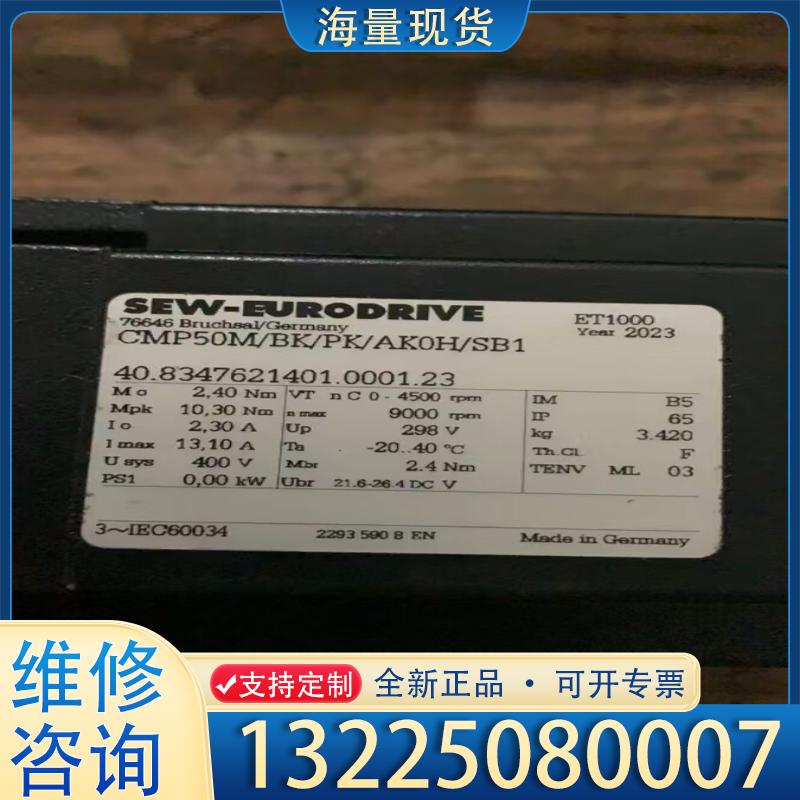 海量现货
SEW-EURODRIVE
76646 Bruchsal/Germany
ET1000
Year 2023
CMP50M/BK/PK/AK0H/SB1
40.8347621401.0001.23
Mo 2,40 Nm VT nC 0-4500 rpm IM B5
Mpk 10,30 Nm n max 9000 rpm IP 65
Io 2,30 A Up 298 V kg 3.420
I max 13,10 A Ta -20..40 °C Th.Cl. F
U sys 400 V Mbr 2.4 Nm TENV ML 03
PS1 0,00 kW Ubr 21.6-26.4 DC V
3~IEC60034 2293 590 8 EN Made in Germany
维修
咨询
支持定制 全新正品 · 可开专票
13225080007